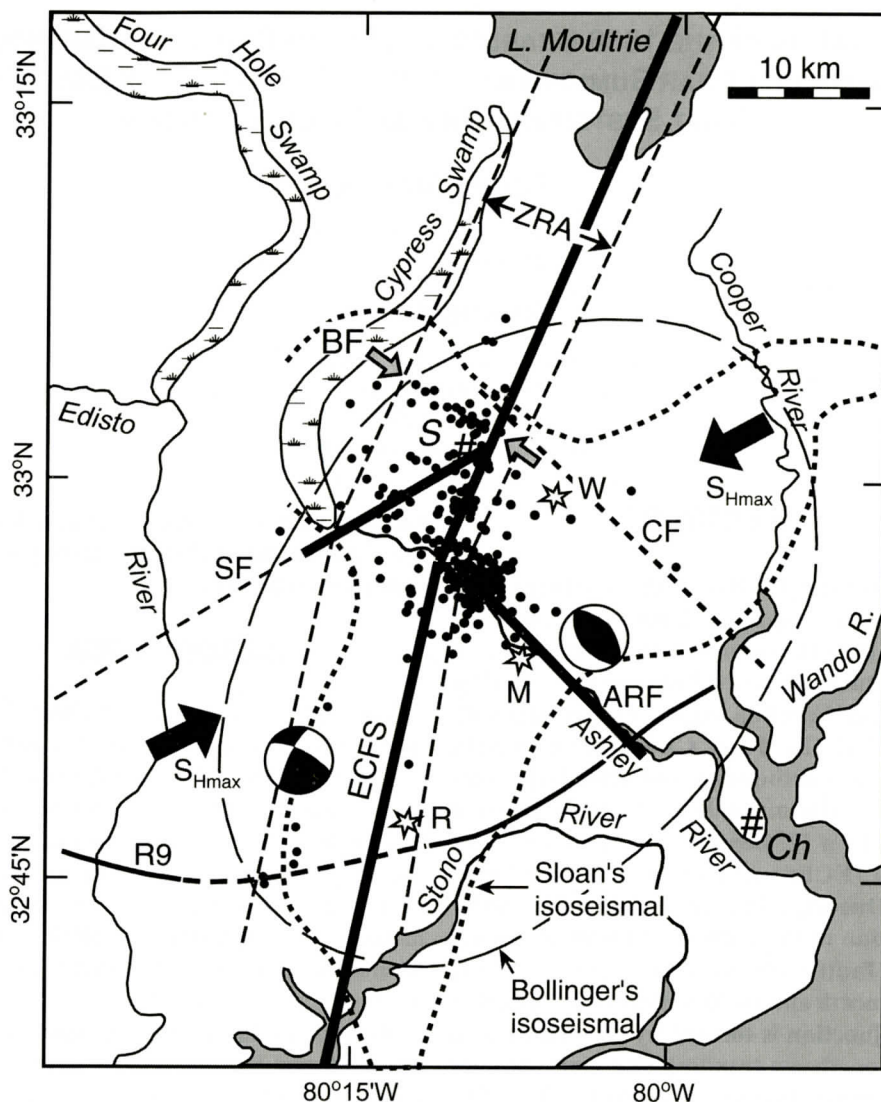 Four
Hole
Swamp
L. Moultrie
10 km
33°15'N
Cypress
Swamp
ZRA
Cooper
River
BF
Edisto
S
#
W
SHmax
CF
33°N
SF
River
M
ARF
Wando R.
SHmax
ECFS
Ashley
River
R
#
Ch
R9
River
Stono
32°45'N
Sloan's
isoseismal
Bollinger's
isoseismal
80°15'W
80°W